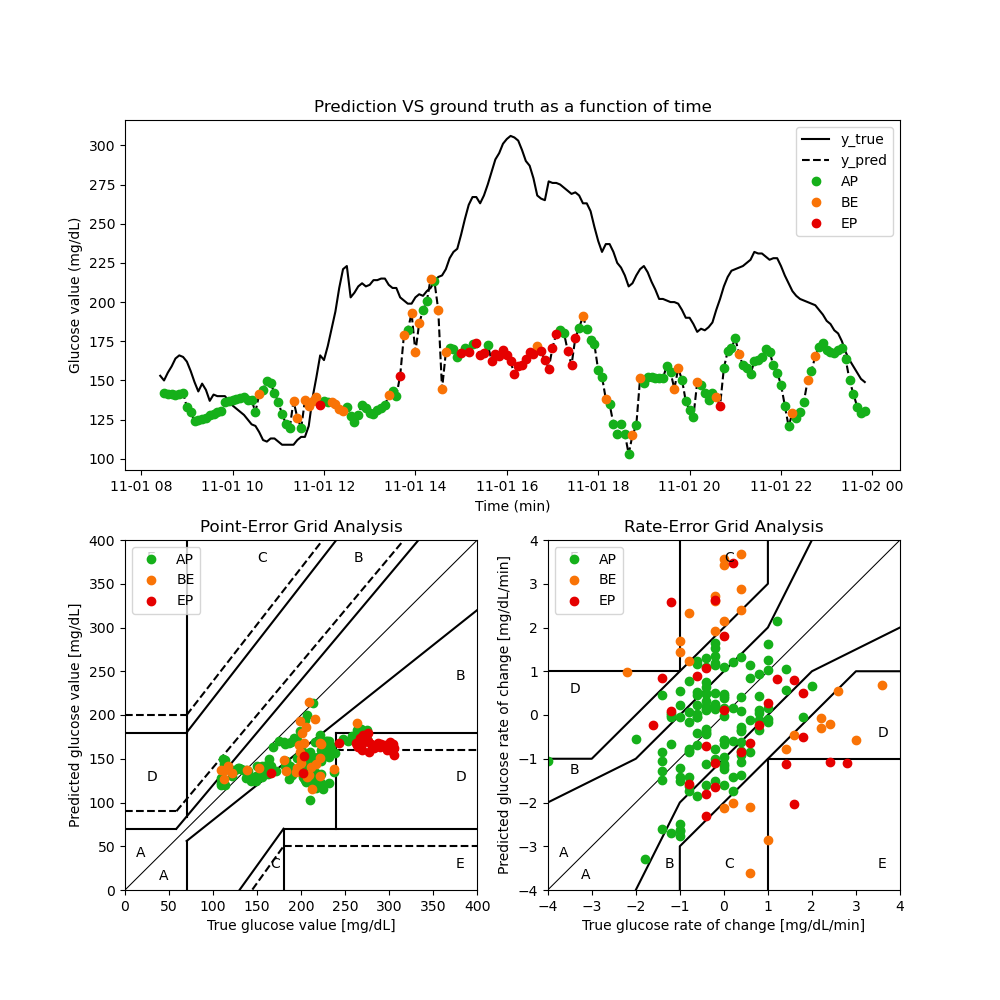 Prediction VS ground truth as a function of time
Glucose value (mg/dL)
300
275
250
225
200
175
150
125
100
y_true
y_pred
AP
BE
EP
11-01 08 11-01 10 11-01 12 11-01 14 11-01 16 11-01 18 11-01 20 11-01 22 11-02 00
Time (min)
Point-Error Grid Analysis
Predicted glucose value [mg/dL]
400
350
300
250
200
150
100
50
0
AP
BE
EP
C
B
B
D
D
A
A
C
E
0 50 100 150 200 250 300 350 400
True glucose value [mg/dL]
Rate-Error Grid Analysis
Predicted glucose rate of change [mg/dL/min]
4
3
2
1
0
−1
−2
−3
−4
AP
BE
EP
C
D
D
B
A
A
B
C
E
−4 −3 −2 −1 0 1 2 3 4
True glucose rate of change [mg/dL/min]